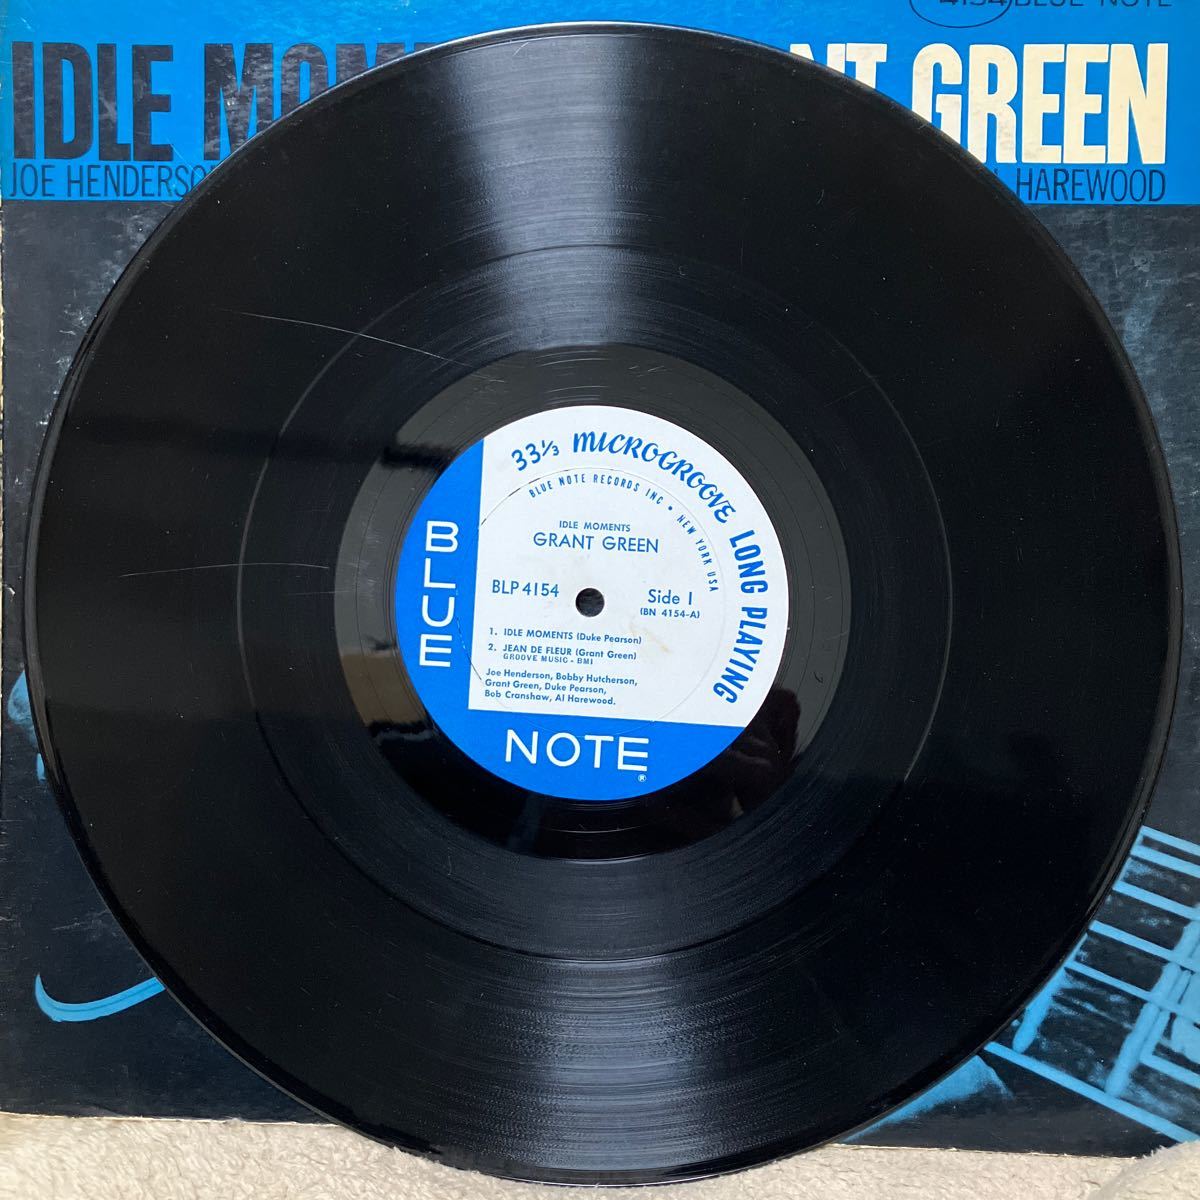 4154 BLUE NOTE
IDLE MOM NT GREEN
JOE HENDERSO L HAREWOOD
33⅓ MICROGROOVE LONG PLAYING
BLUE NOTE RECORDS INC • NEW YORK USA
IDLE MOMENTS
GRANT GREEN
BLP 4154
Side 1
(BN 4154-A)
1. IDLE MOMENTS (Duke Pearson)
2. JEAN DE FLEUR (Grant Green)
GROOVE MUSIC - BMI
Joe Henderson, Bobby Hutcherson,
Grant Green, Duke Pearson,
Bob Cranshaw, Al Harewood.
BLUE
NOTE®